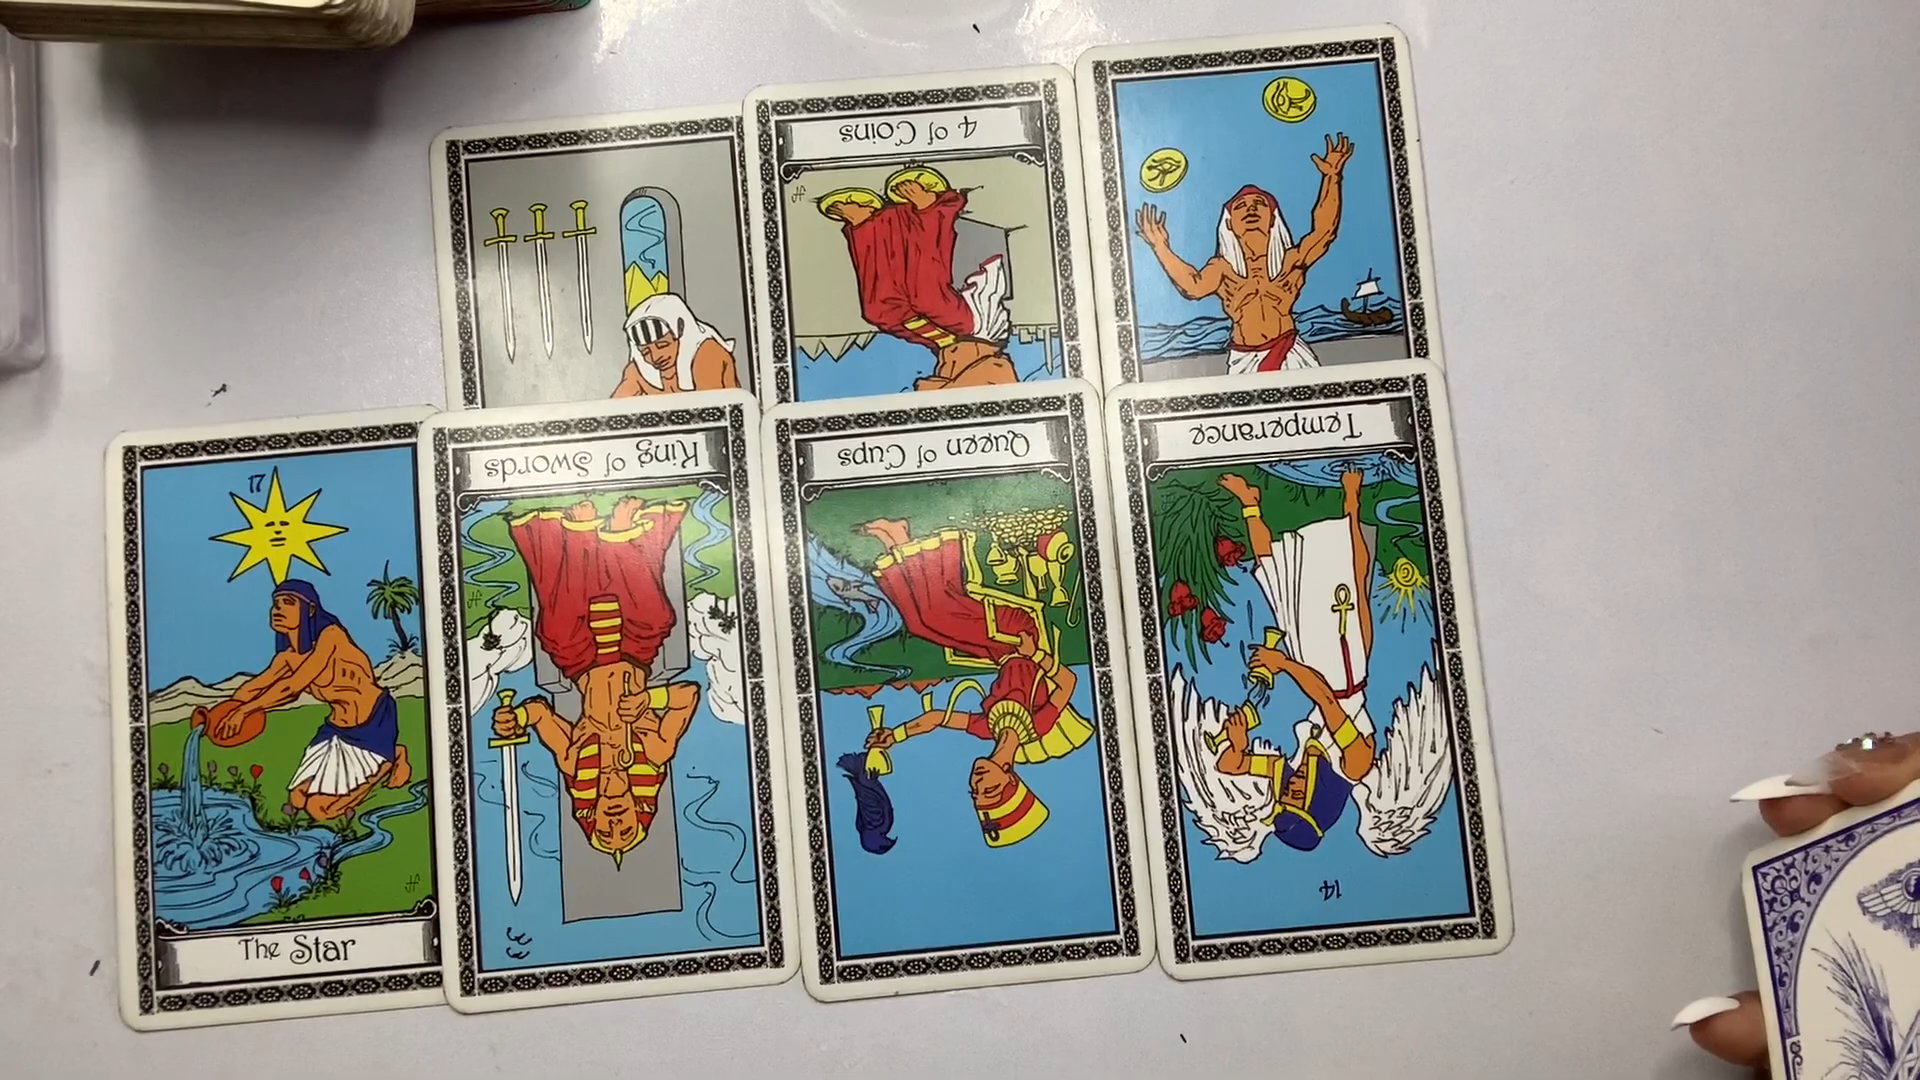 4 of Coins
17
King of Swords
Queen of Cups
Temperance
14
The Star